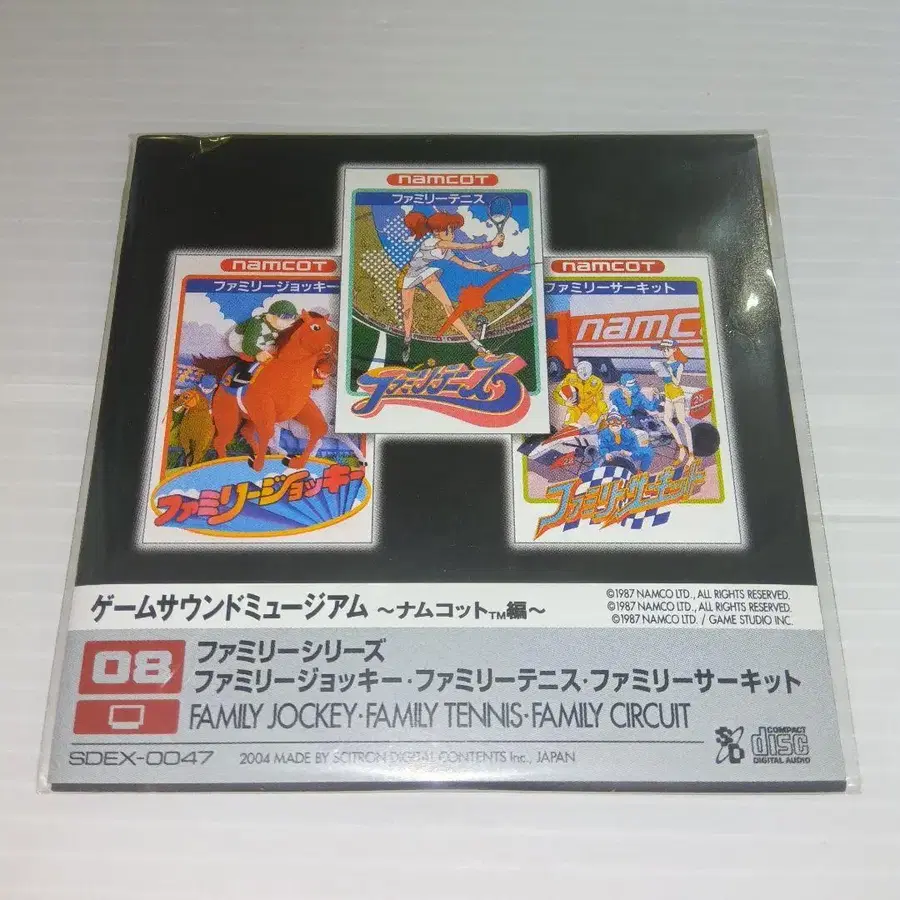 namcot
ファミリーテニス
ファミリーテニス
namcot
ファミリージョッキー
ファミリージョッキー
namcot
ファミリーサーキット
namc
28
ファミリーサーキット
ゲームサウンドミュージアム ～ナムコット™編～
©1987 NAMCO LTD., ALL RIGHTS RESERVED.
©1987 NAMCO LTD., ALL RIGHTS RESERVED.
©1987 NAMCO LTD. / GAME STUDIO INC.
08
ファミリーシリーズ
ファミリージョッキー・ファミリーテニス・ファミリーサーキット
FAMILY JOCKEY・FAMILY TENNIS・FAMILY CIRCUIT
SDEX-0047
2004 MADE BY SCITRON DIGITAL CONTENTS Inc., JAPAN
SD
COMPACT
disc
DIGITAL AUDIO